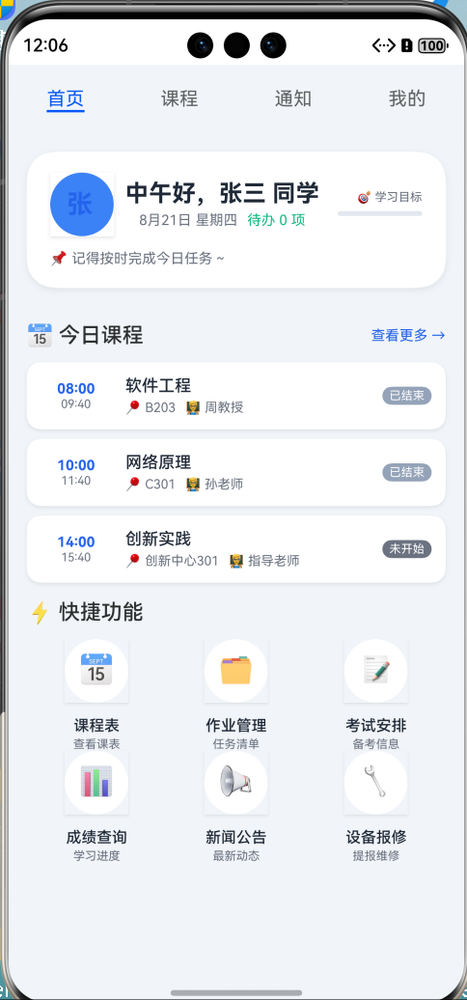 12:06
100
首页 课程 通知 我的
张
中午好，张三 同学
学习目标
8月21日 星期四 待办 0 项
记得按时完成今日任务 ~
15 今日课程 查看更多 →
08:00 软件工程
09:40 B203 周教授
已结束
10:00 网络原理
11:40 C301 孙老师
已结束
14:00 创新实践
15:40 创新中心301 指导老师
未开始
快捷功能
SEPT.
15
课程表 作业管理 考试安排
查看课表 任务清单 备考信息
成绩查询 新闻公告 设备报修
学习进度 最新动态 提报维修